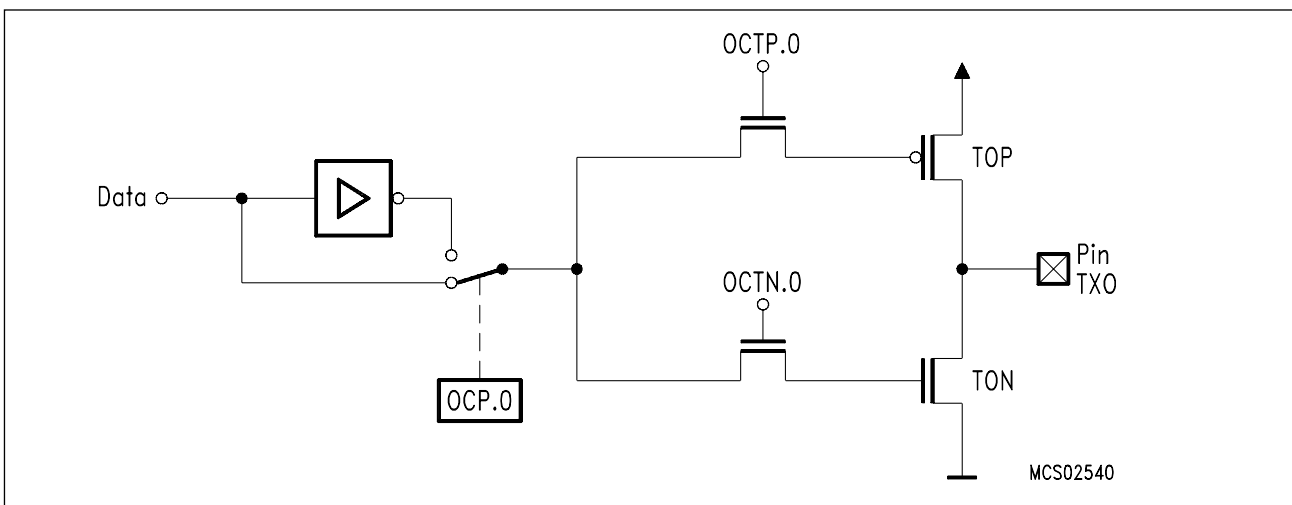 OCTP.0
TOP
Data
Pin
TXO
OCTN.0
OCP.0
TON
MCS02540